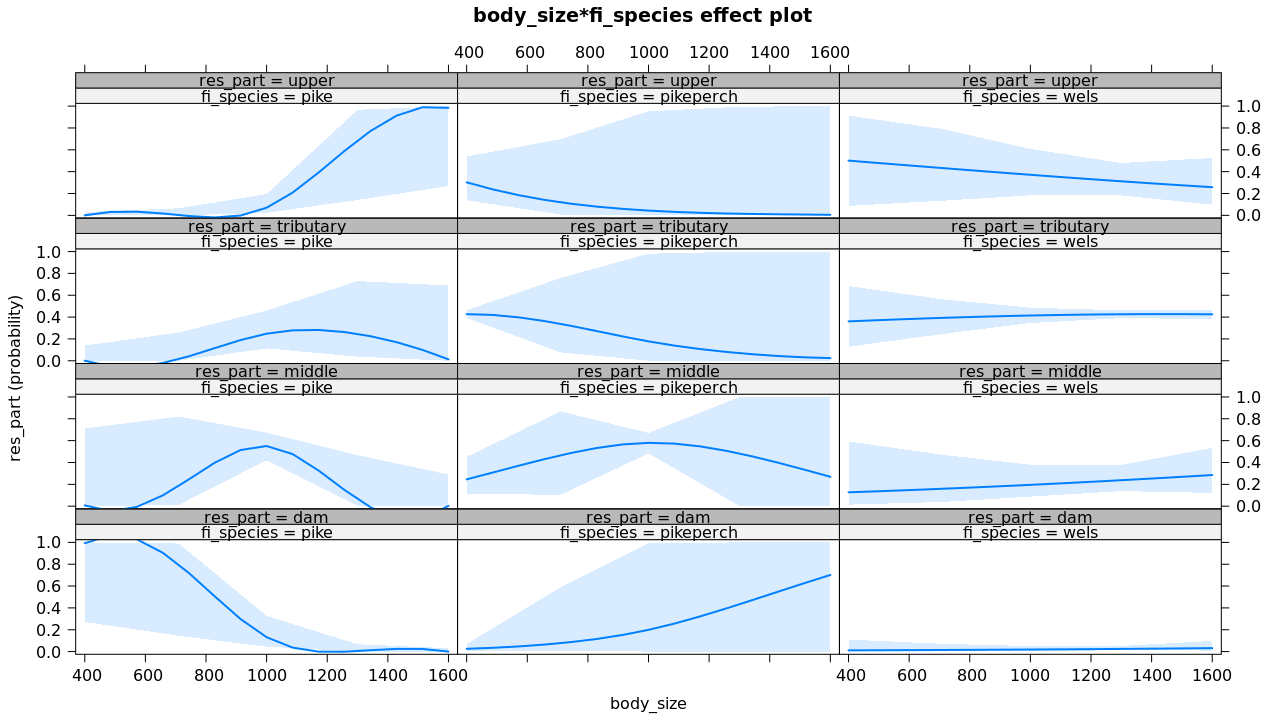 body_size*fi_species effect plot
400 600 800 1000 1200 1400 1600
res_part = upper res_part = upper res_part = upper
fi_species = pike fi_species = pikeperch fi_species = wels
1.0
0.8
0.6
0.4
0.2
0.0
res_part = tributary res_part = tributary res_part = tributary
fi_species = pike fi_species = pikeperch fi_species = wels
1.0
0.8
0.6
0.4
0.2
0.0
res_part = middle res_part = middle res_part = middle
fi_species = pike fi_species = pikeperch fi_species = wels
1.0
0.8
0.6
0.4
0.2
0.0
res_part = dam res_part = dam res_part = dam
fi_species = pike fi_species = pikeperch fi_species = wels
1.0
0.8
0.6
0.4
0.2
0.0
400 600 800 1000 1200 1400 1600 400 600 800 1000 1200 1400 1600
body_size
res_part (probability)